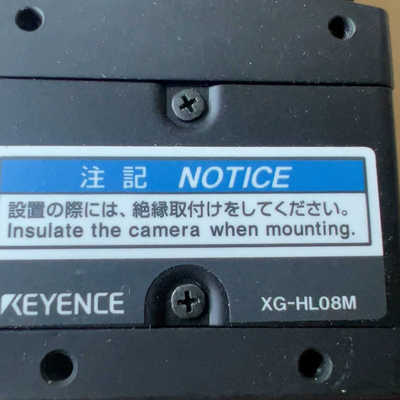 注記 NOTICE
設置の際には、絶縁取付けをしてください。
Insulate the camera when mounting.
KEYENCE XG-HL08M